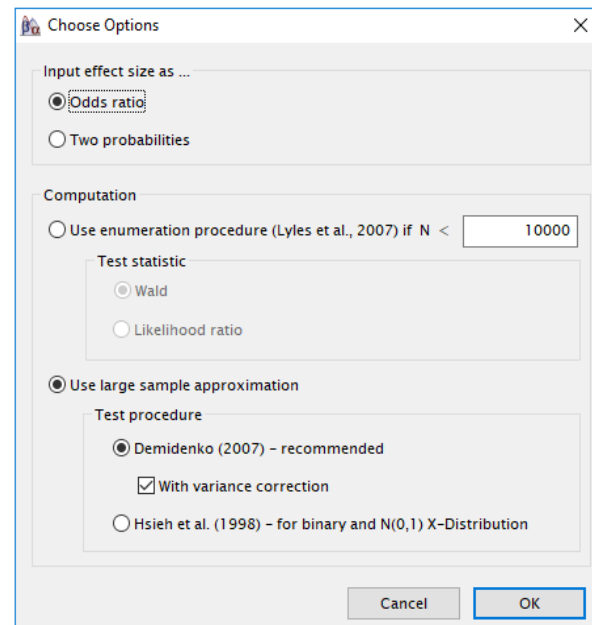 Choose Options
Input effect size as ...
Odds ratio
Two probabilities
Computation
Use enumeration procedure (Lyles et al., 2007) if N < 10000
Test statistic
Wald
Likelihood ratio
Use large sample approximation
Test procedure
Demidenko (2007) – recommended
With variance correction
Hsieh et al. (1998) – for binary and N(0,1) X-Distribution
Cancel OK